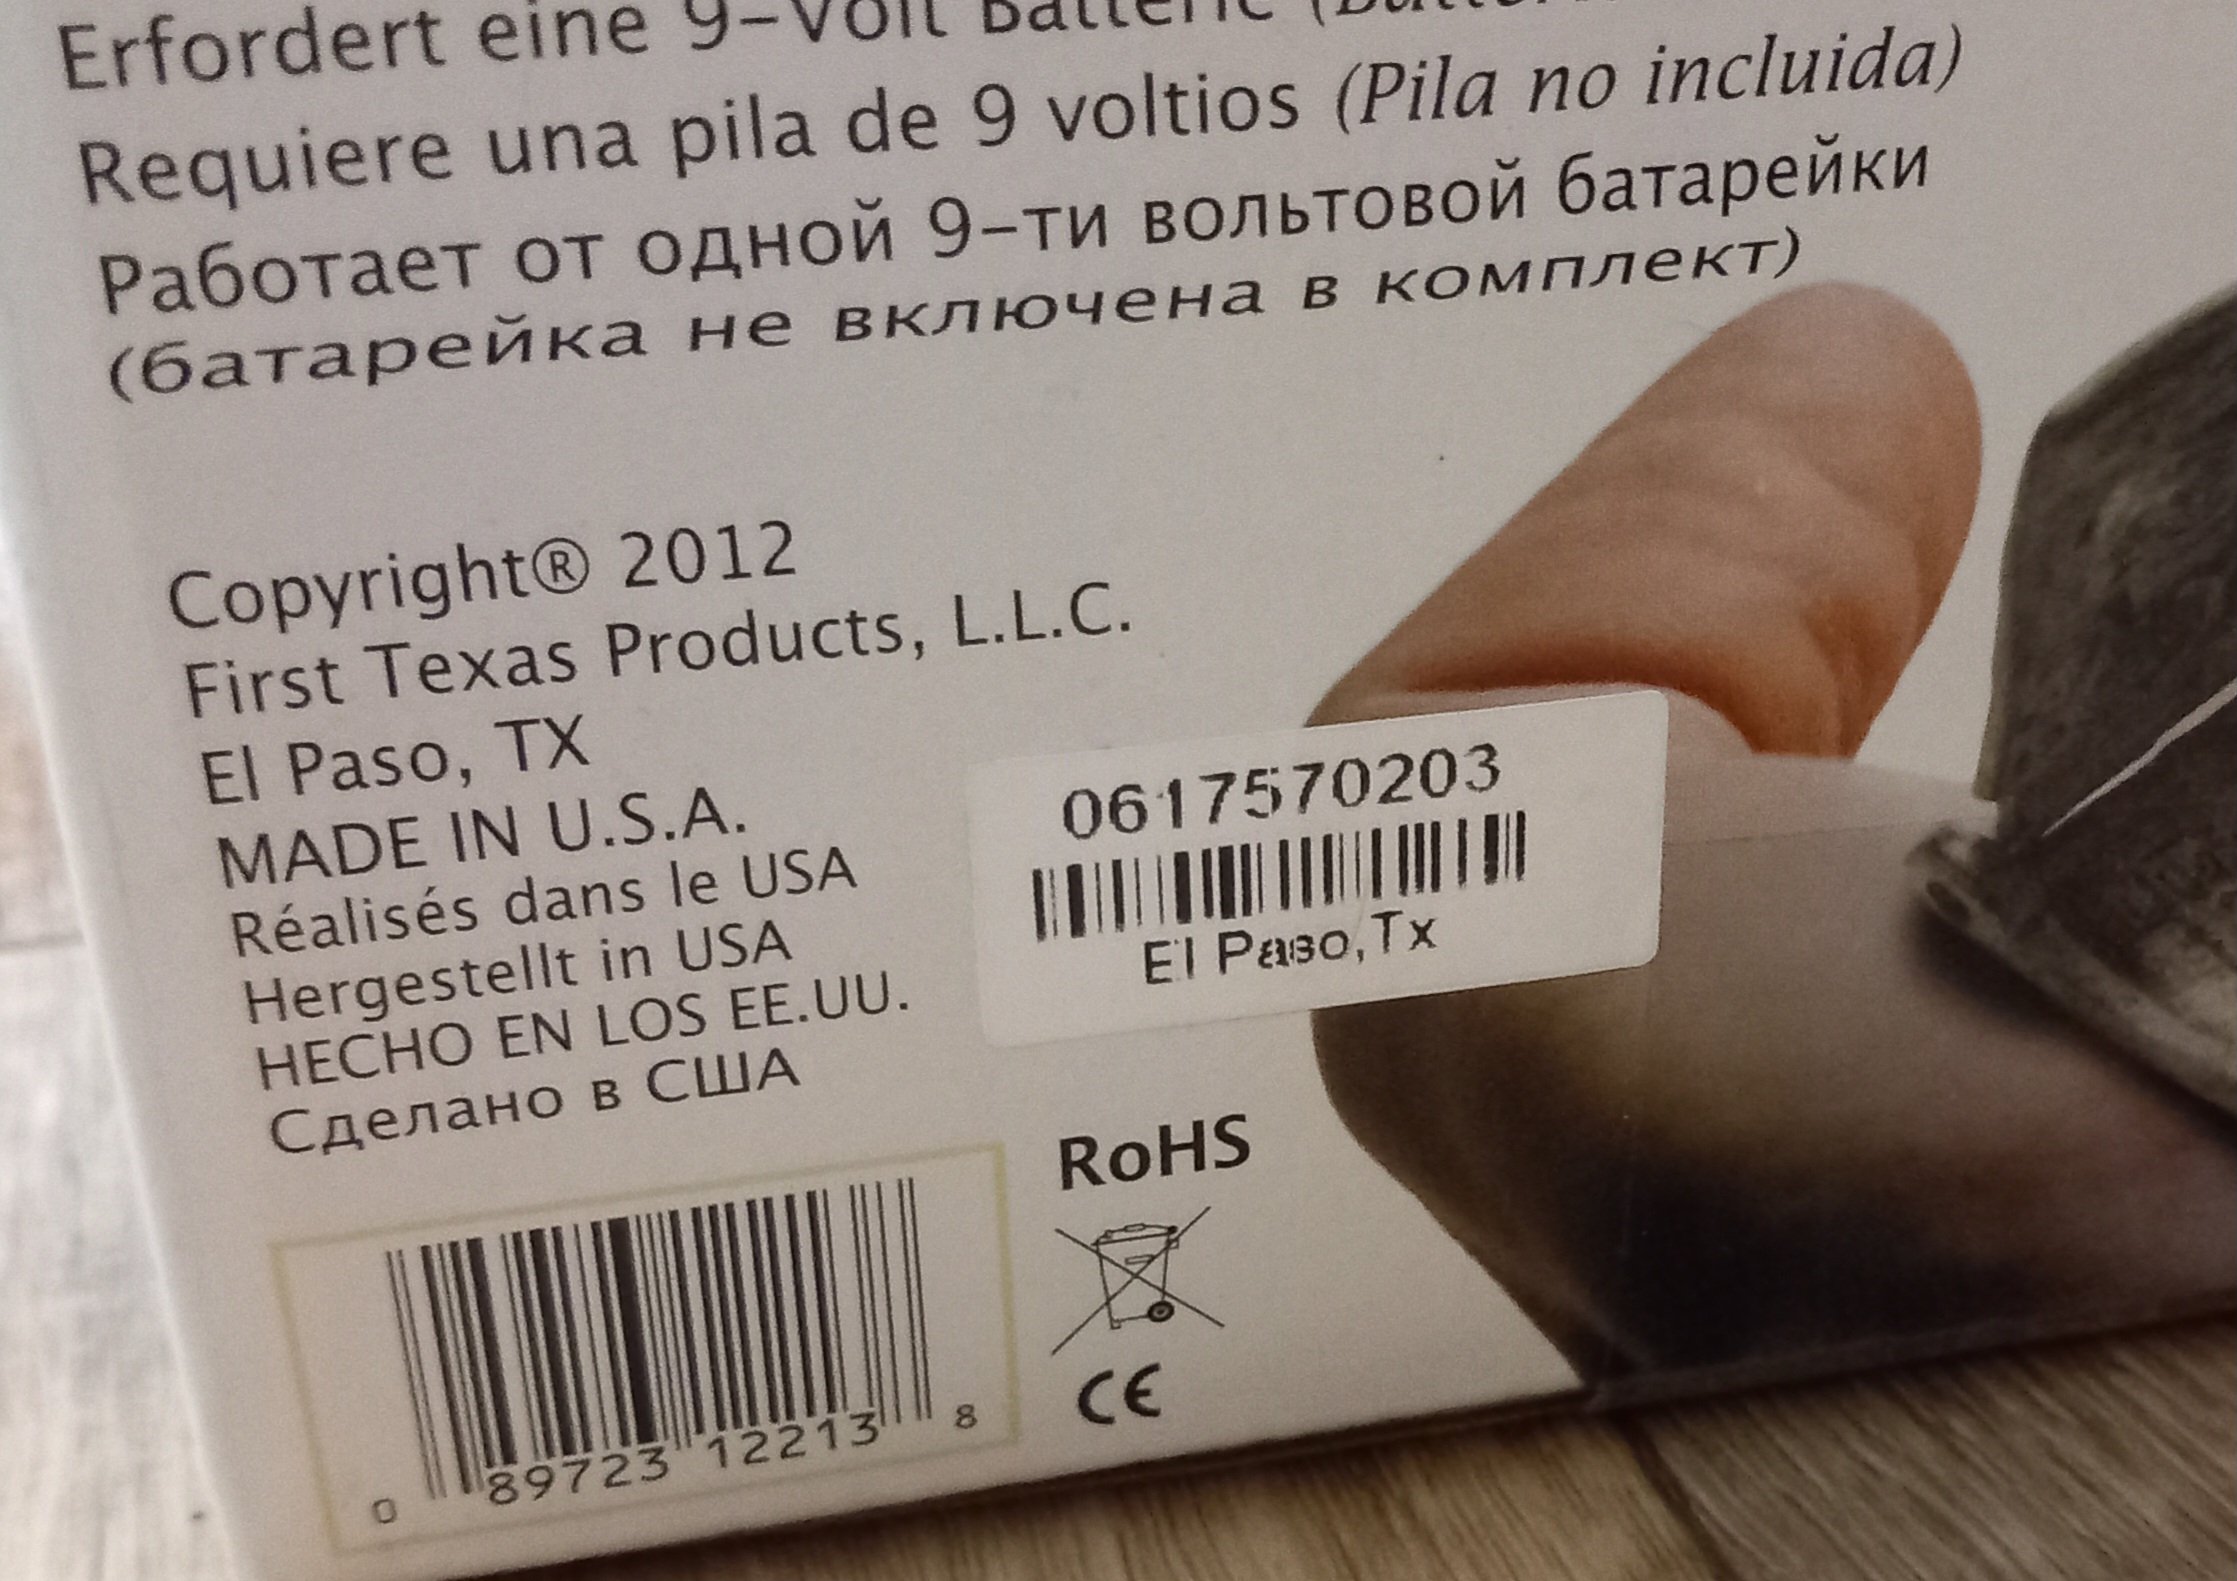 Erfordert eine 9-Volt Batterie
Requiere una pila de 9 voltios (Pila no incluida)
Работает от одной 9-ти вольтовой батарейки
(батарейка не включена в комплект)
Copyright® 2012
First Texas Products, L.L.C.
El Paso, TX
MADE IN U.S.A.
Réalisés dans le USA
Hergestellt in USA
HECHO EN LOS EE.UU.
Сделано в США
0617570203
El Paso,Tx
RoHS
CE
0 89723 12213 8